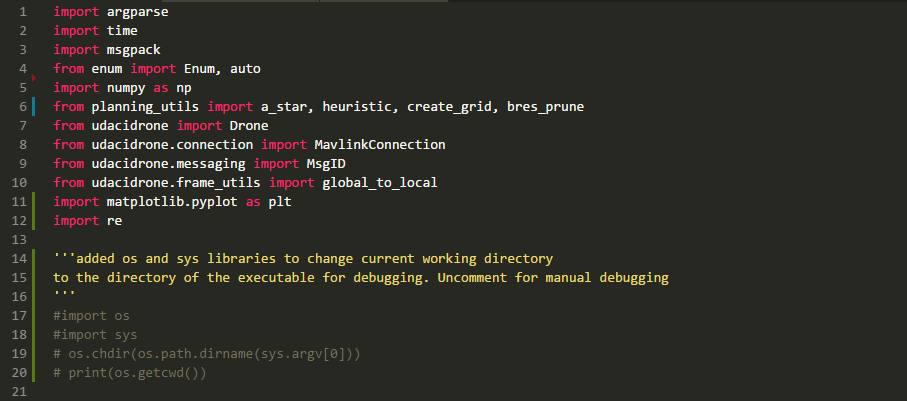 1 import argparse
2 import time
3 import msgpack
4 from enum import Enum, auto
5 import numpy as np
6 from planning_utils import a_star, heuristic, create_grid, bres_prune
7 from udacidrone import Drone
8 from udacidrone.connection import MavlinkConnection
9 from udacidrone.messaging import MsgID
10 from udacidrone.frame_utils import global_to_local
11 import matplotlib.pyplot as plt
12 import re
13
14 '''added os and sys libraries to change current working directory
15 to the directory of the executable for debugging. Uncomment for manual debugging
16 '''
17 #import os
18 #import sys
19 # os.chdir(os.path.dirname(sys.argv[0]))
20 # print(os.getcwd())
21